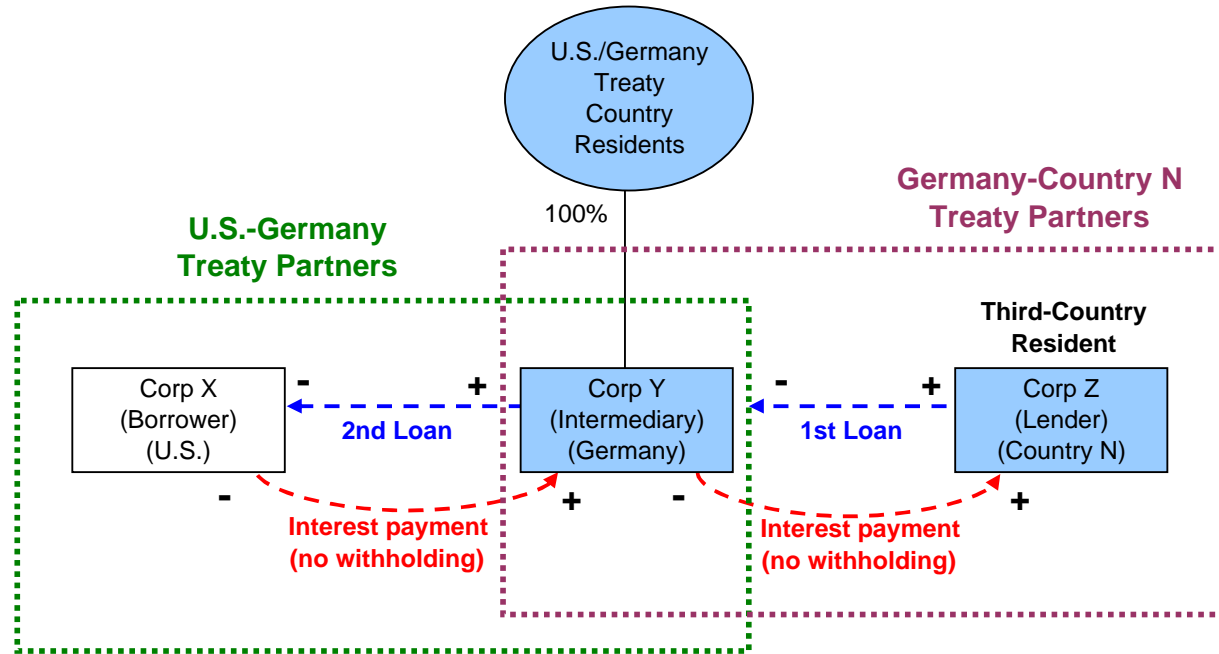 U.S./Germany
Treaty
Country
Residents
100%
Germany-Country N
Treaty Partners
U.S.-Germany
Treaty Partners
Third-Country
Resident
Corp X
(Borrower)
(U.S.)
-
+
2nd Loan
Corp Y
(Intermediary)
(Germany)
-
+
1st Loan
Corp Z
(Lender)
(Country N)
-
+
Interest payment
(no withholding)
-
+
Interest payment
(no withholding)